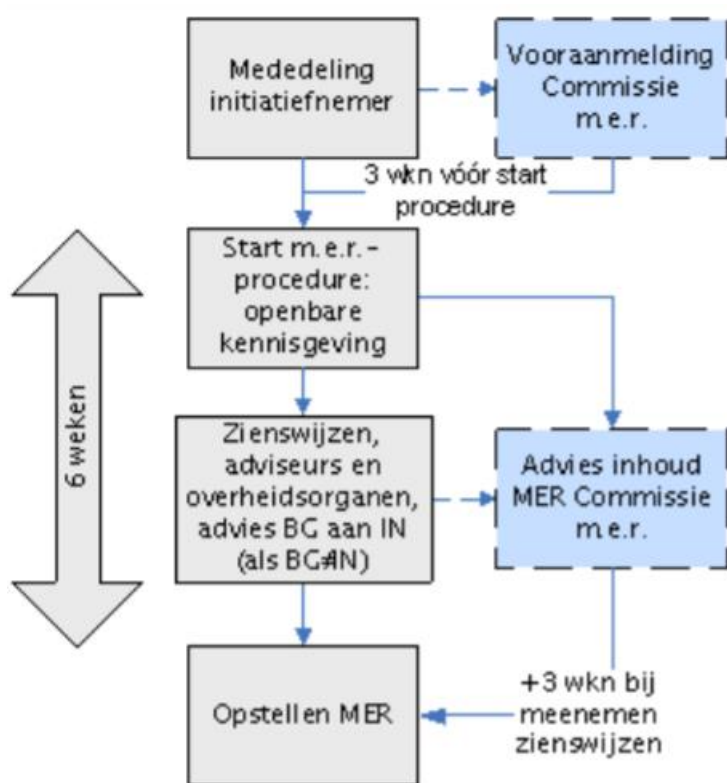 Mededeling
initiatiefnemer
Vooraanmelding
Commissie
m.e.r.
3 wkn vóór start
procedure
Start m.e.r.-
procedure:
openbare
kennisgeving
6 weken
Zienswijzen,
adviseurs en
overheidsorganen,
advies BG aan IN
(als BG≠IN)
Advies inhoud
MER Commissie
m.e.r.
Opstellen MER
+3 wkn bij
meenemen
zienswijzen